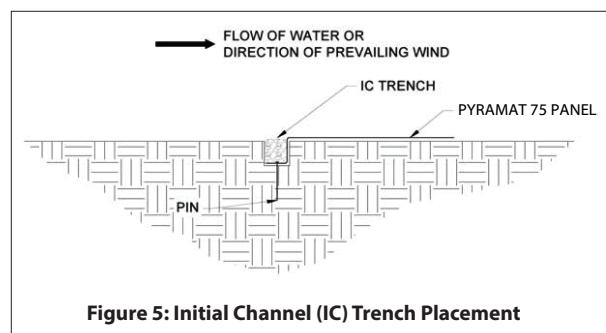 FLOW OF WATER OR
DIRECTION OF PREVAILING WIND
IC TRENCH
PYRAMAT 75 PANEL
PIN
Figure 5: Initial Channel (IC) Trench Placement